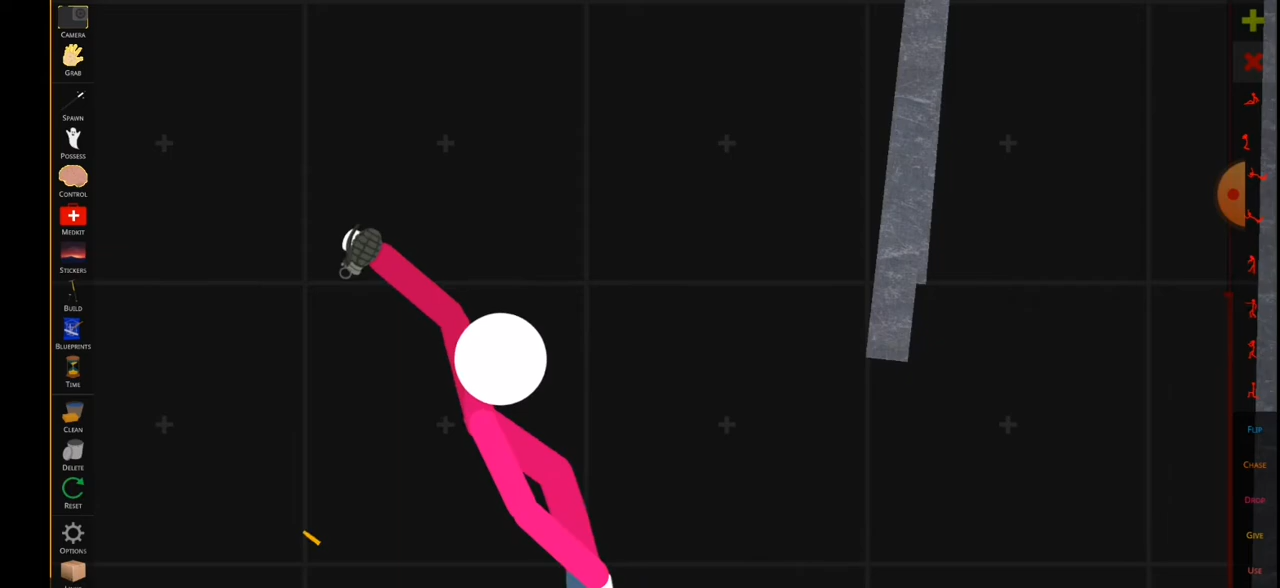 CAMERA
GRAB
SPAWN
POSSESS
CONTROL
MEDKIT
STICKERS
BUILD
BLUEPRINTS
TIME
CLEAN
DELETE
RESET
OPTIONS
FLIP
CHASE
DROP
GIVE
USE